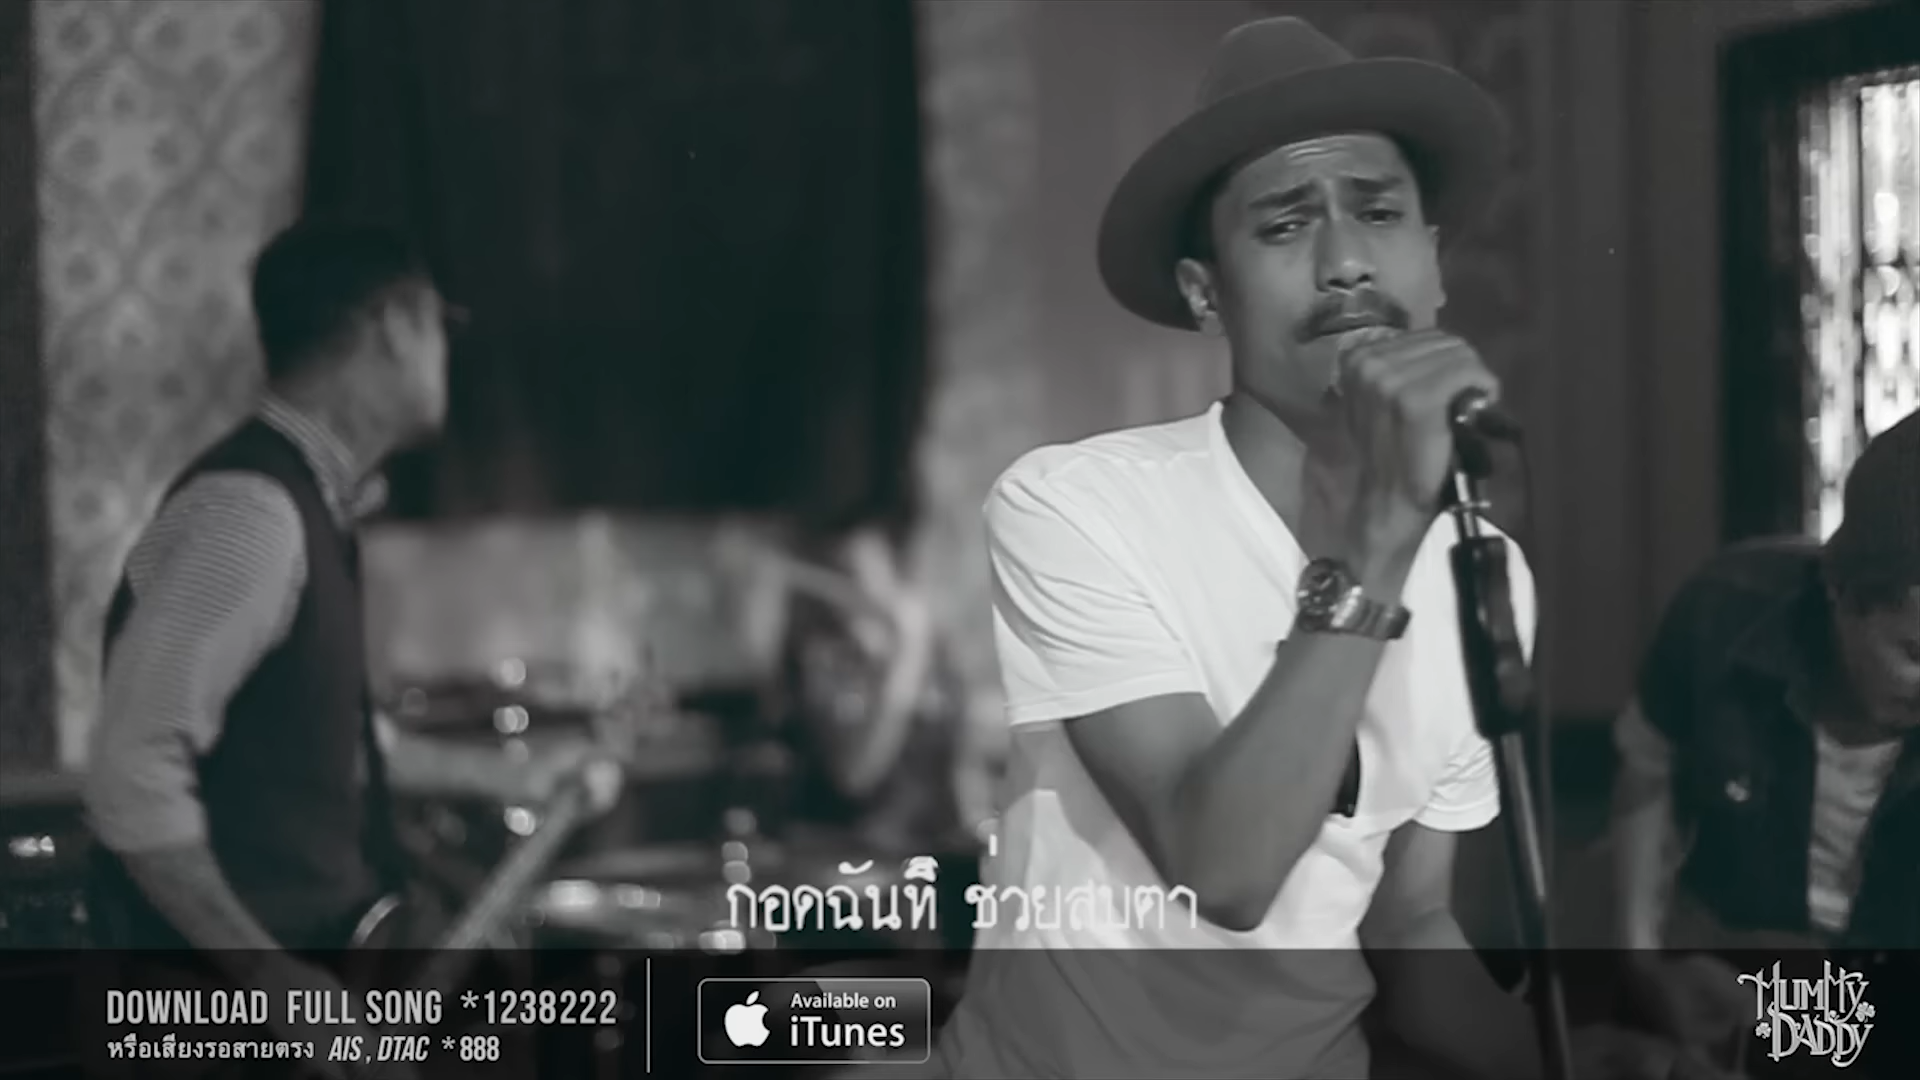 กอดฉันที ช่วยสบตา
DOWNLOAD FULL SONG *1238222
หรือเสียงรอสายตรง AIS, DTAC *888
Available on
iTunes
MUMMY
DADDY